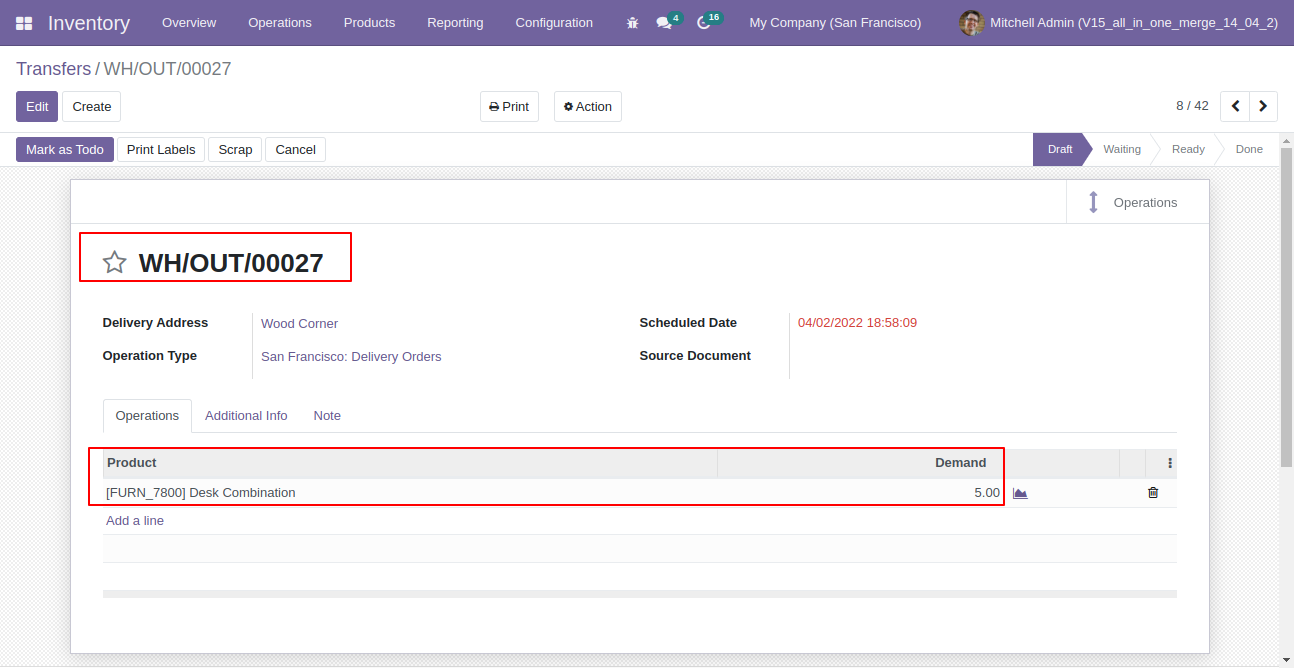 Inventory Overview Operations Products Reporting Configuration 4 16 My Company (San Francisco) Mitchell Admin (V15_all_in_one_merge_14_04_2)
Transfers / WH/OUT/00027
Edit Create Print Action 8 / 42
Mark as Todo Print Labels Scrap Cancel Draft Waiting Ready Done
Operations
WH/OUT/00027
Delivery Address Wood Corner Scheduled Date 04/02/2022 18:58:09
Operation Type San Francisco: Delivery Orders Source Document
Operations Additional Info Note
Product Demand
[FURN_7800] Desk Combination 5.00
Add a line